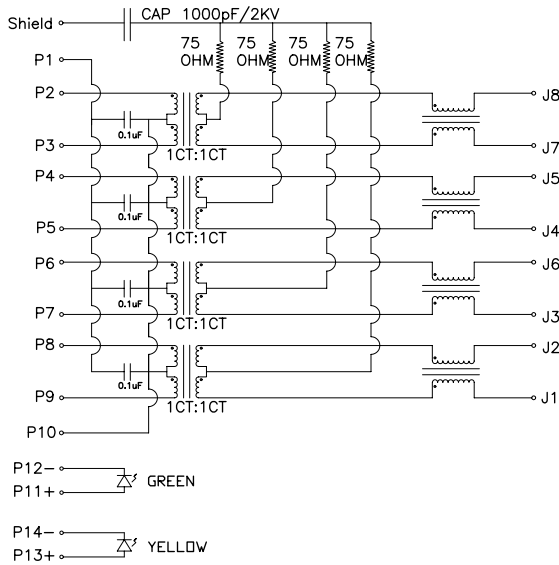 Shield
CAP 1000pF/2KV
75 OHM
75 OHM
75 OHM
75 OHM
P1
P2
J8
0.1uF
P3
J7
1CT:1CT
P4
J5
0.1uF
P5
J4
1CT:1CT
P6
J6
0.1uF
P7
J3
1CT:1CT
P8
J2
0.1uF
P9
J1
1CT:1CT
P10
P12-
P11+
GREEN
P14-
P13+
YELLOW